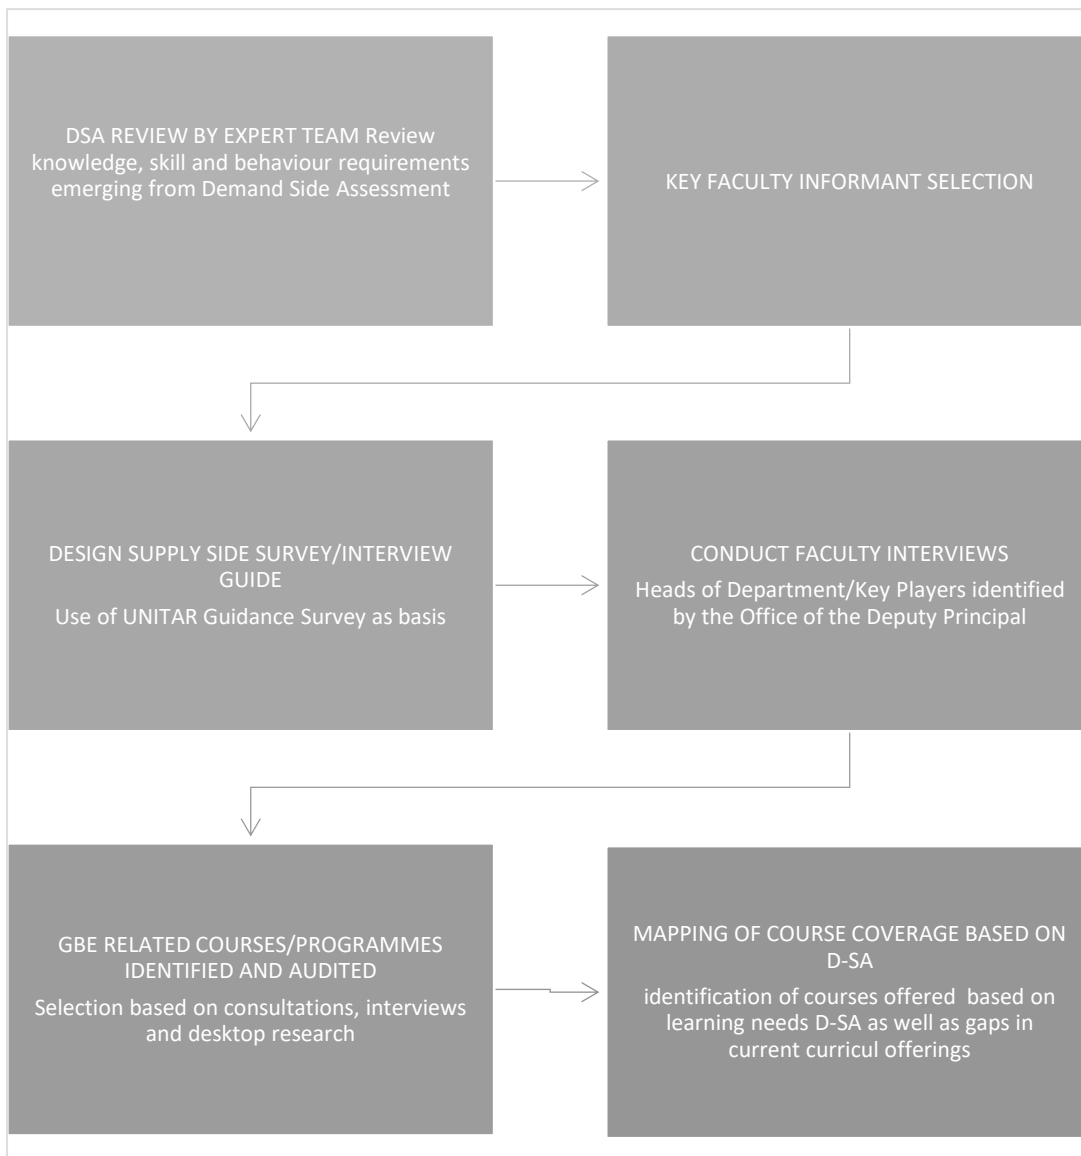 DSA REVIEW BY EXPERT TEAM Review
knowledge, skill and behaviour requirements
emerging from Demand Side Assessment
KEY FACULTY INFORMANT SELECTION
DESIGN SUPPLY SIDE SURVEY/INTERVIEW
GUIDE
Use of UNITAR Guidance Survey as basis
CONDUCT FACULTY INTERVIEWS
Heads of Department/Key Players identified
by the Office of the Deputy Principal
GBE RELATED COURSES/PROGRAMMES
IDENTIFIED AND AUDITED
Selection based on consultations, interviews
and desktop research
MAPPING OF COURSE COVERAGE BASED ON
D-SA
identification of courses offered based on
learning needs D-SA as well as gaps in
current curricul offerings